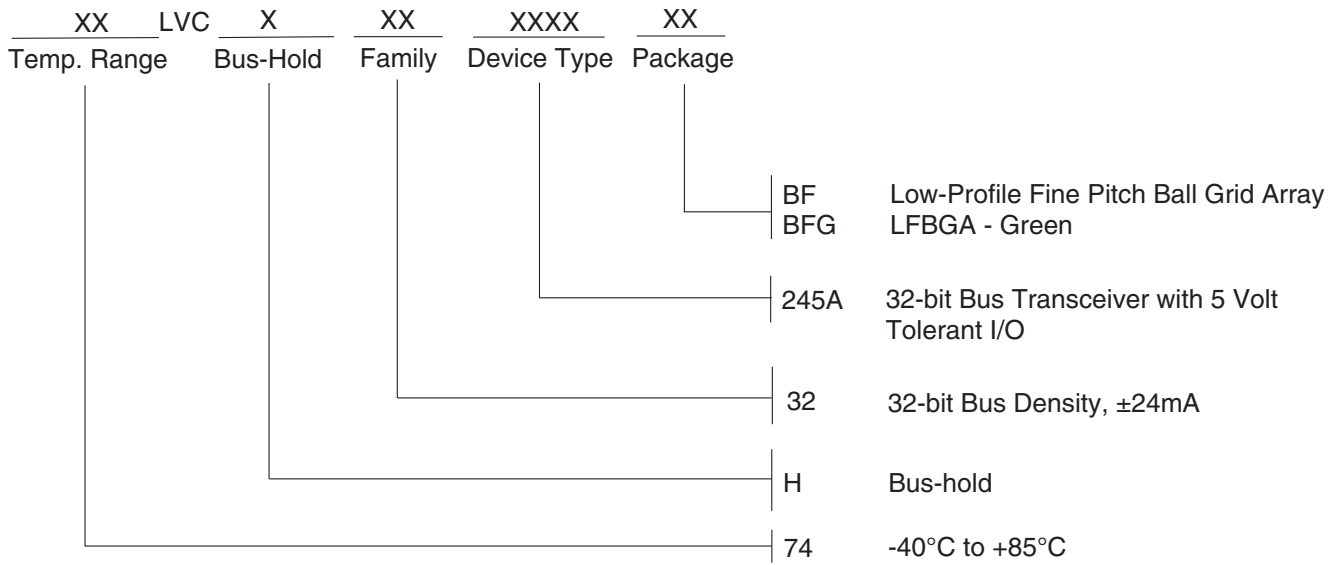 XX LVC X XX XXXX XX
Temp. Range Bus-Hold Family Device Type Package
BF Low-Profile Fine Pitch Ball Grid Array
BFG LFBGA - Green
245A 32-bit Bus Transceiver with 5 Volt
Tolerant I/O
32 32-bit Bus Density, ±24mA
H Bus-hold
74 -40°C to +85°C